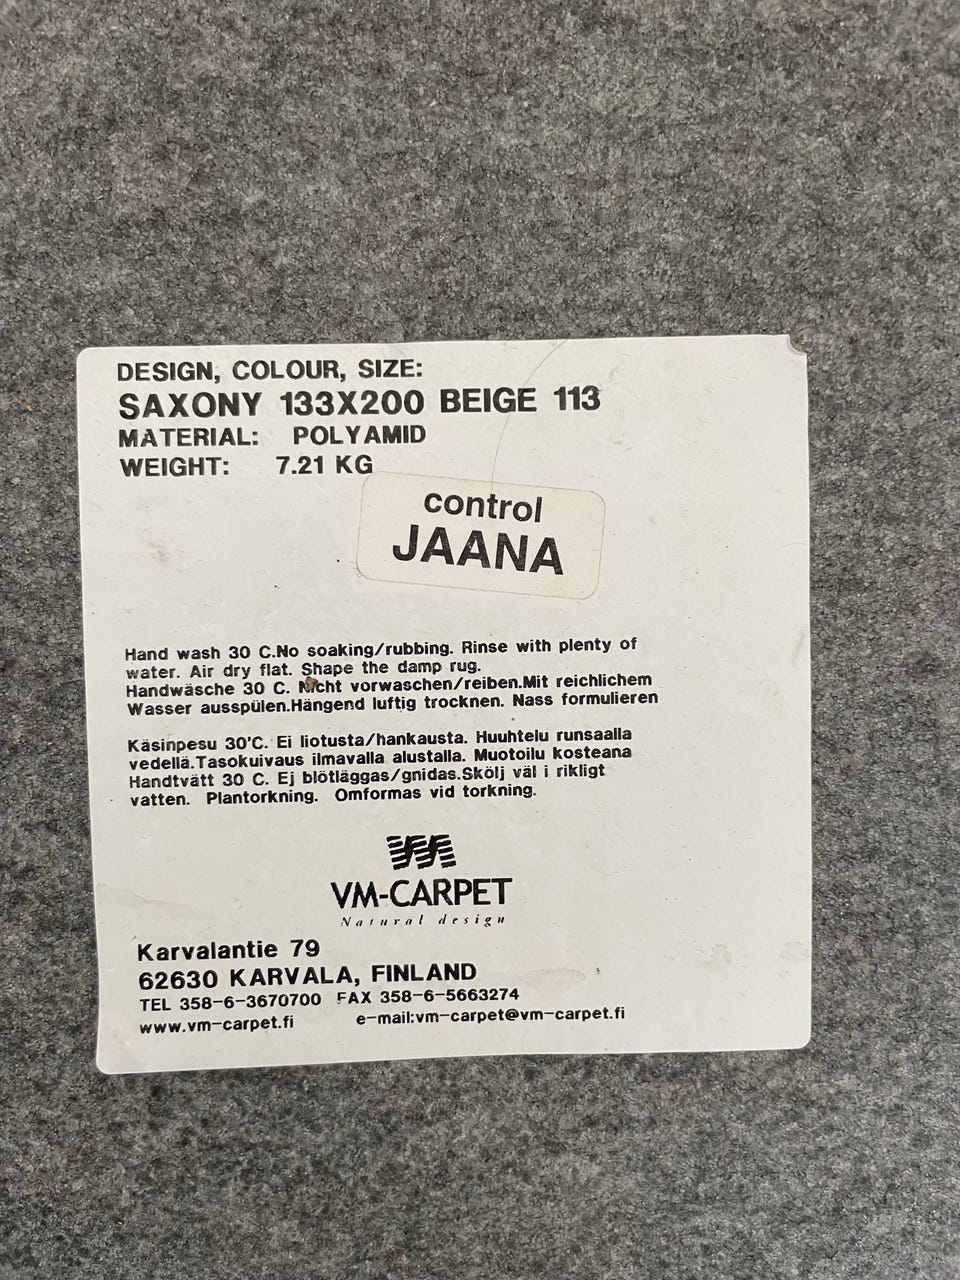 DESIGN, COLOUR, SIZE:
SAXONY 133X200 BEIGE 113
MATERIAL: POLYAMID
WEIGHT: 7.21 KG
control
JAANA
Hand wash 30 C.No soaking/rubbing. Rinse with plenty of
water. Air dry flat. Shape the damp rug.
Handwäsche 30 C. Nicht vorwaschen/reiben.Mit reichlichem
Wasser ausspülen.Hängend luftig trocknen. Nass formulieren
Käsinpesu 30'C. Ei liotusta/hankausta. Huuhtelu runsaalla
vedellä.Tasokuivaus ilmavalla alustalla. Muotoilu kosteana
Handtvätt 30 C. Ej blötläggas/gnidas.Skölj väl i rikligt
vatten. Plantorkning. Omformas vid torkning.
VM-CARPET
Natural design
Karvalantie 79
62630 KARVALA, FINLAND
TEL 358-6-3670700 FAX 358-6-5663274
www.vm-carpet.fi e-mail:vm-carpet@vm-carpet.fi